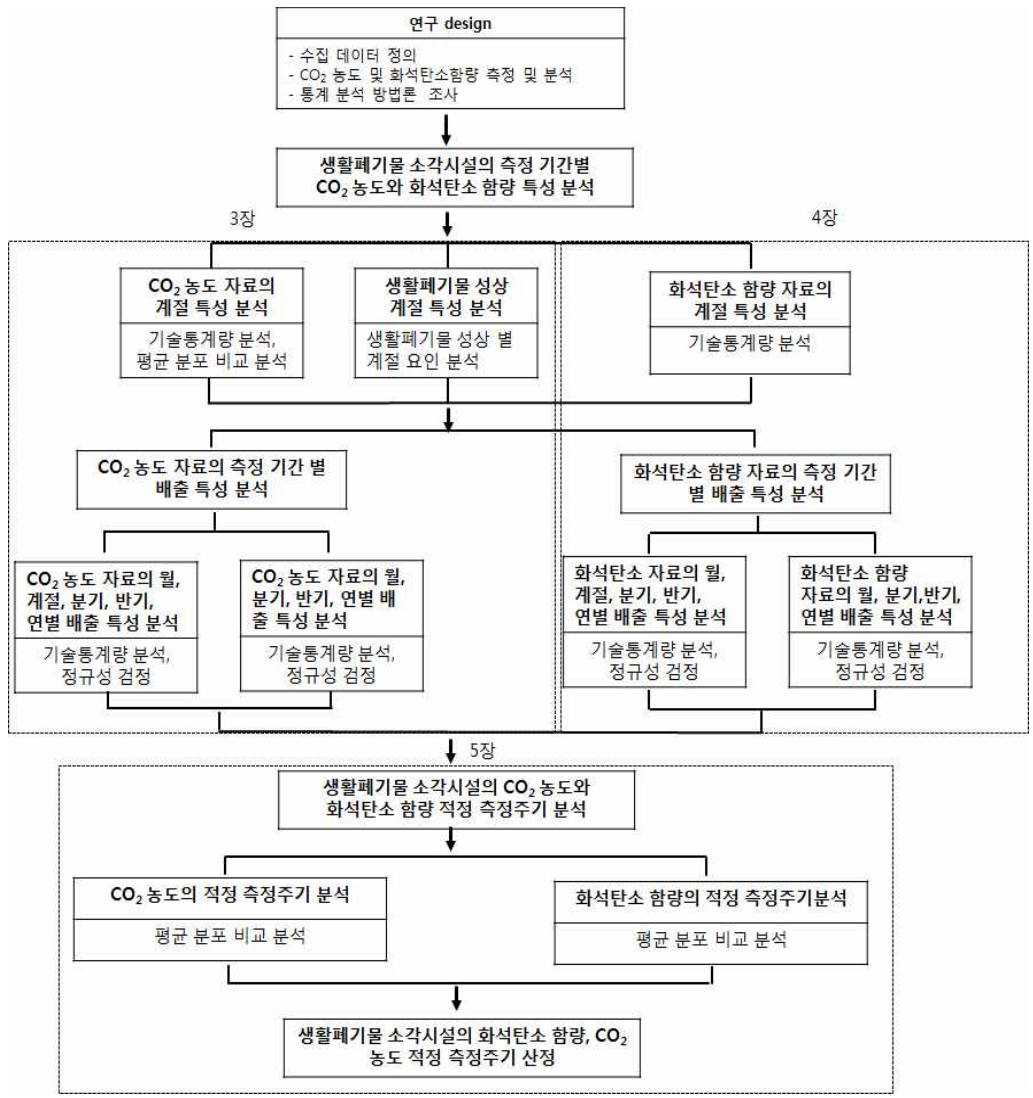 연구 design
- 수집 데이터 정의
- CO₂ 농도 및 화석탄소함량 측정 및 분석
- 통계 분석 방법론 조사
생활폐기물 소각시설의 측정 기간별
CO₂ 농도와 화석탄소 함량 특성 분석
3장
4장
CO₂ 농도 자료의
계절 특성 분석
기술통계량 분석,
평균 분포 비교 분석
생활폐기물 성상
계절 특성 분석
생활폐기물 성상 별
계절 요인 분석
화석탄소 함량 자료의
계절 특성 분석
기술통계량 분석
CO₂ 농도 자료의 측정 기간 별
배출 특성 분석
화석탄소 함량 자료의 측정 기간
별 배출 특성 분석
CO₂ 농도 자료의 월,
계절, 분기, 반기,
연별 배출 특성 분석
기술통계량 분석,
정규성 검정
CO₂ 농도 자료의 월,
분기, 반기, 연별 배
출 특성 분석
기술통계량 분석,
정규성 검정
화석탄소 자료의 월,
계절, 분기, 반기,
연별 배출 특성 분석
기술통계량 분석,
정규성 검정
화석탄소 함량
자료의 월, 분기,반기,
연별 배출 특성 분석
기술통계량 분석,
정규성 검정
5장
생활폐기물 소각시설의 CO₂ 농도와
화석탄소 함량 적정 측정주기 분석
CO₂ 농도의 적정 측정주기 분석
평균 분포 비교 분석
화석탄소 함량의 적정 측정주기분석
평균 분포 비교 분석
생활폐기물 소각시설의 화석탄소 함량, CO₂
농도 적정 측정주기 산정